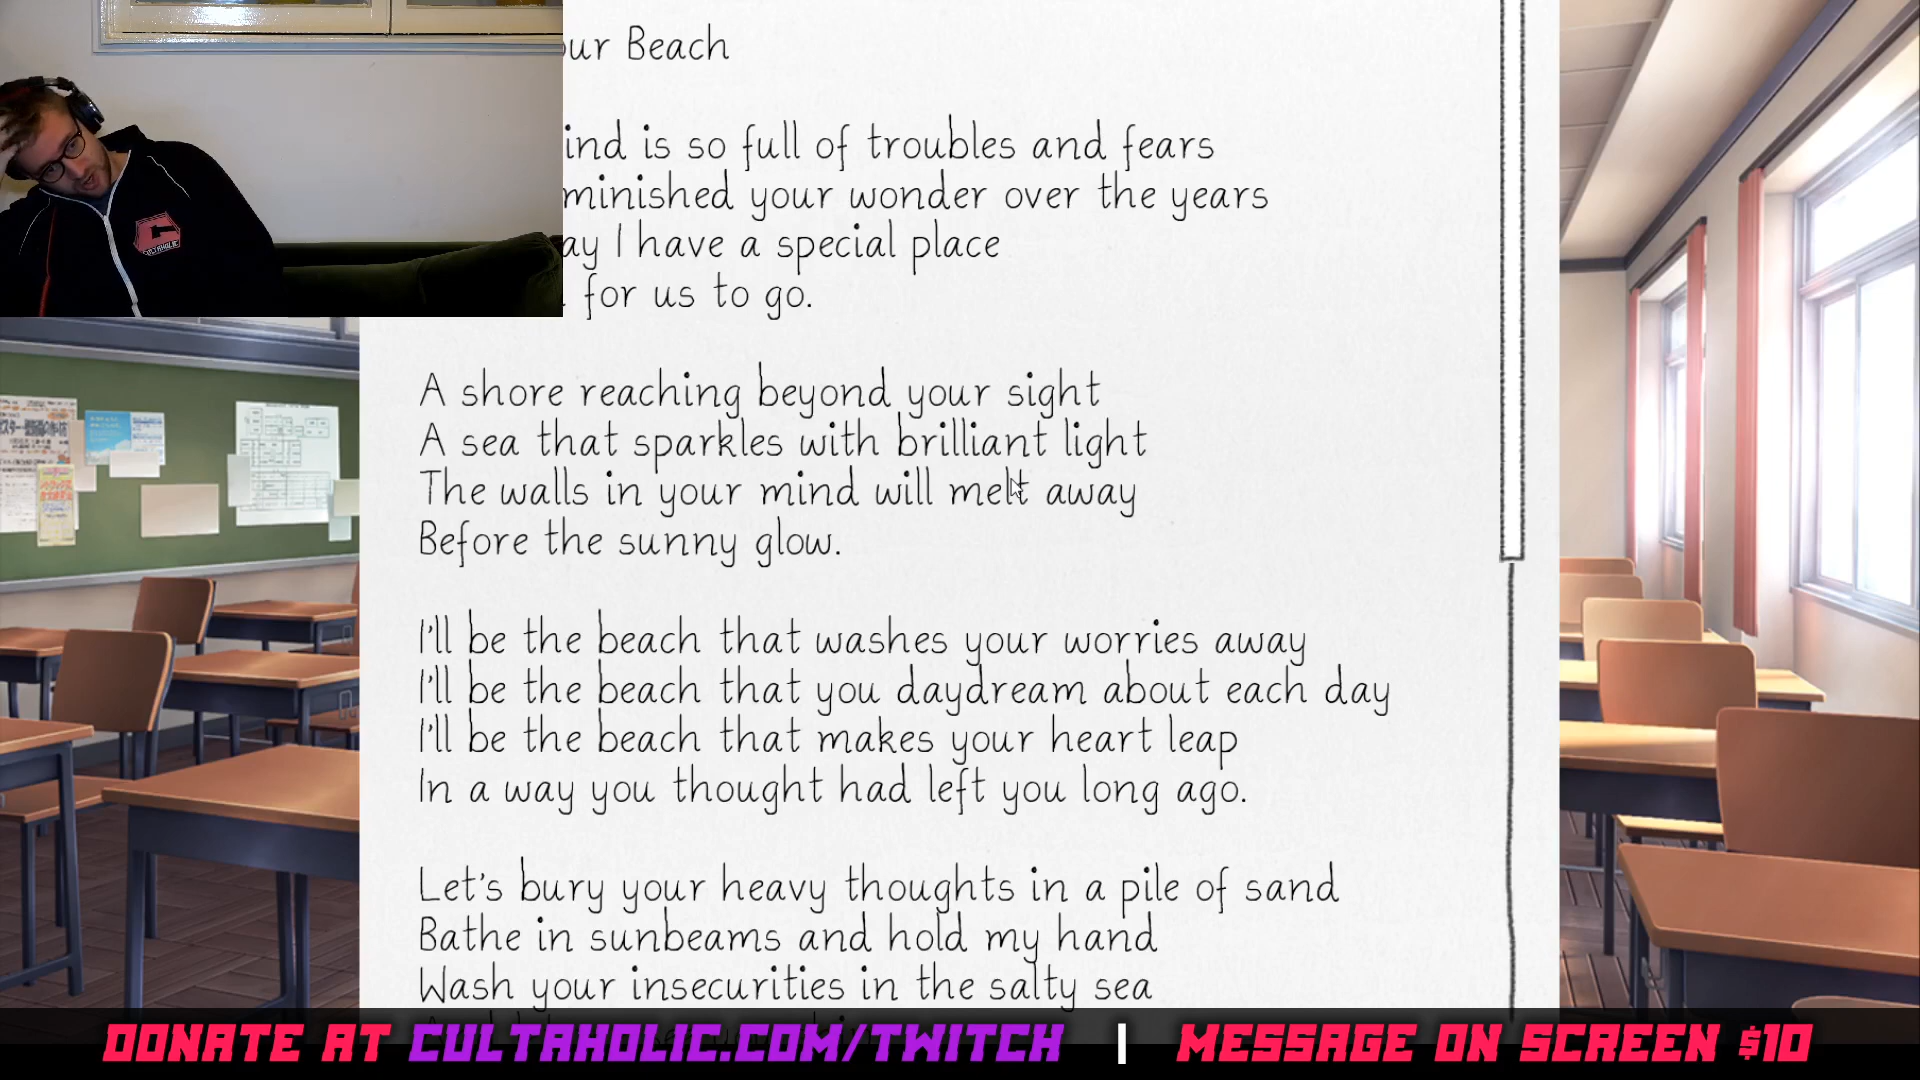 our Beach
ind is so full of troubles and fears
minished your wonder over the years
ay I have a special place
for us to go.
A shore reaching beyond your sight
A sea that sparkles with brilliant light
The walls in your mind will melt away
Before the sunny glow.
I'll be the beach that washes your worries away
I'll be the beach that you daydream about each day
I'll be the beach that makes your heart leap
In a way you thought had left you long ago.
Let's bury your heavy thoughts in a pile of sand
Bathe in sunbeams and hold my hand
Wash your insecurities in the salty sea
CULTAHOLIC
DONATE AT CULTAHOLIC.COM/TWITCH | MESSAGE ON SCREEN $10